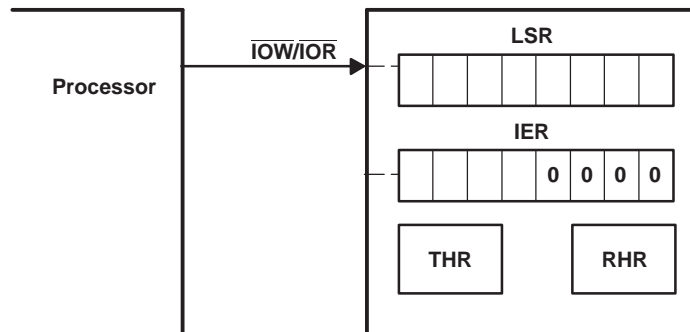 IOW/IOR
LSR
Processor
IER
0 0 0 0
THR RHR